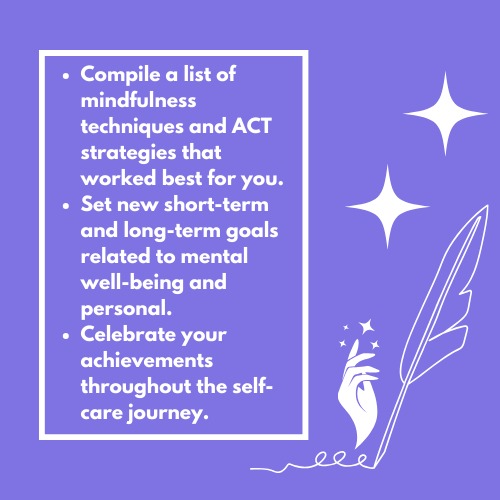 • Compile a list of
mindfulness
techniques and ACT
strategies that
worked best for you.
• Set new short-term
and long-term goals
related to mental
well-being and
personal.
• Celebrate your
achievements
throughout the self-
care journey.